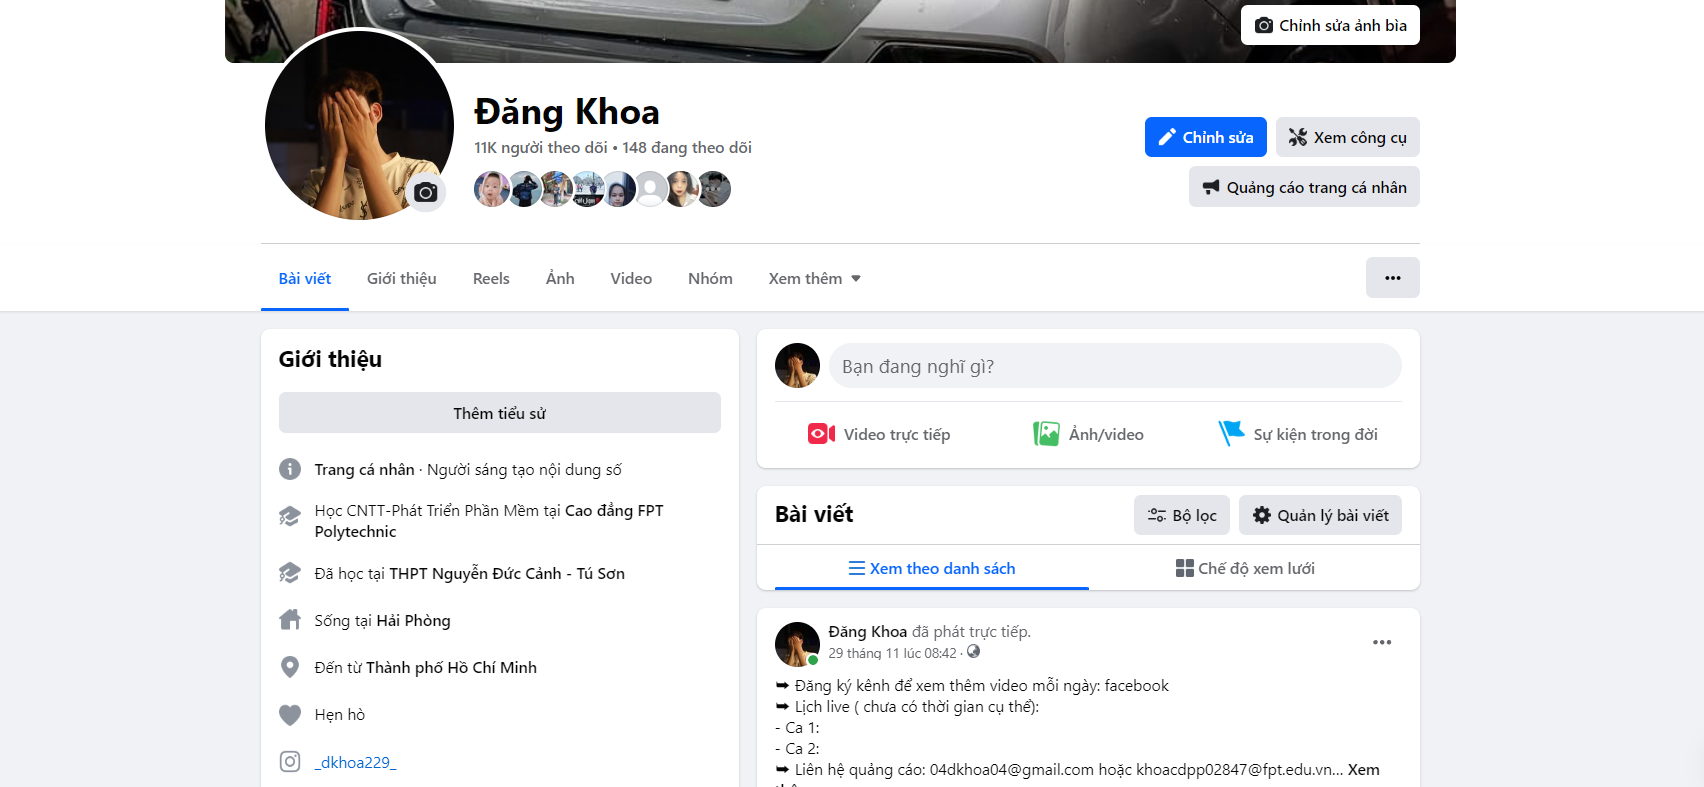 Chỉnh sửa ảnh bìa
Đăng Khoa
11K người theo dõi • 148 đang theo dõi
Chỉnh sửa
Xem công cụ
Quảng cáo trang cá nhân
Bài viết
Giới thiệu
Reels
Ảnh
Video
Nhóm
Xem thêm
Giới thiệu
Thêm tiểu sử
Trang cá nhân · Người sáng tạo nội dung số
Học CNTT-Phát Triển Phần Mềm tại Cao đẳng FPT
Polytechnic
Đã học tại THPT Nguyễn Đức Cảnh - Tú Sơn
Sống tại Hải Phòng
Đến từ Thành phố Hồ Chí Minh
Hẹn hò
_dkhoa229_
Bạn đang nghĩ gì?
Video trực tiếp
Ảnh/video
Sự kiện trong đời
Bài viết
Bộ lọc
Quản lý bài viết
Xem theo danh sách
Chế độ xem lưới
Đăng Khoa đã phát trực tiếp.
29 tháng 11 lúc 08:42 ·
➥ Đăng ký kênh để xem thêm video mỗi ngày: facebook
➥ Lịch live ( chưa có thời gian cụ thể):
- Ca 1:
- Ca 2:
➥ Liên hệ quảng cáo: 04dkhoa04@gmail.com hoặc khoacdpp02847@fpt.edu.vn... Xem